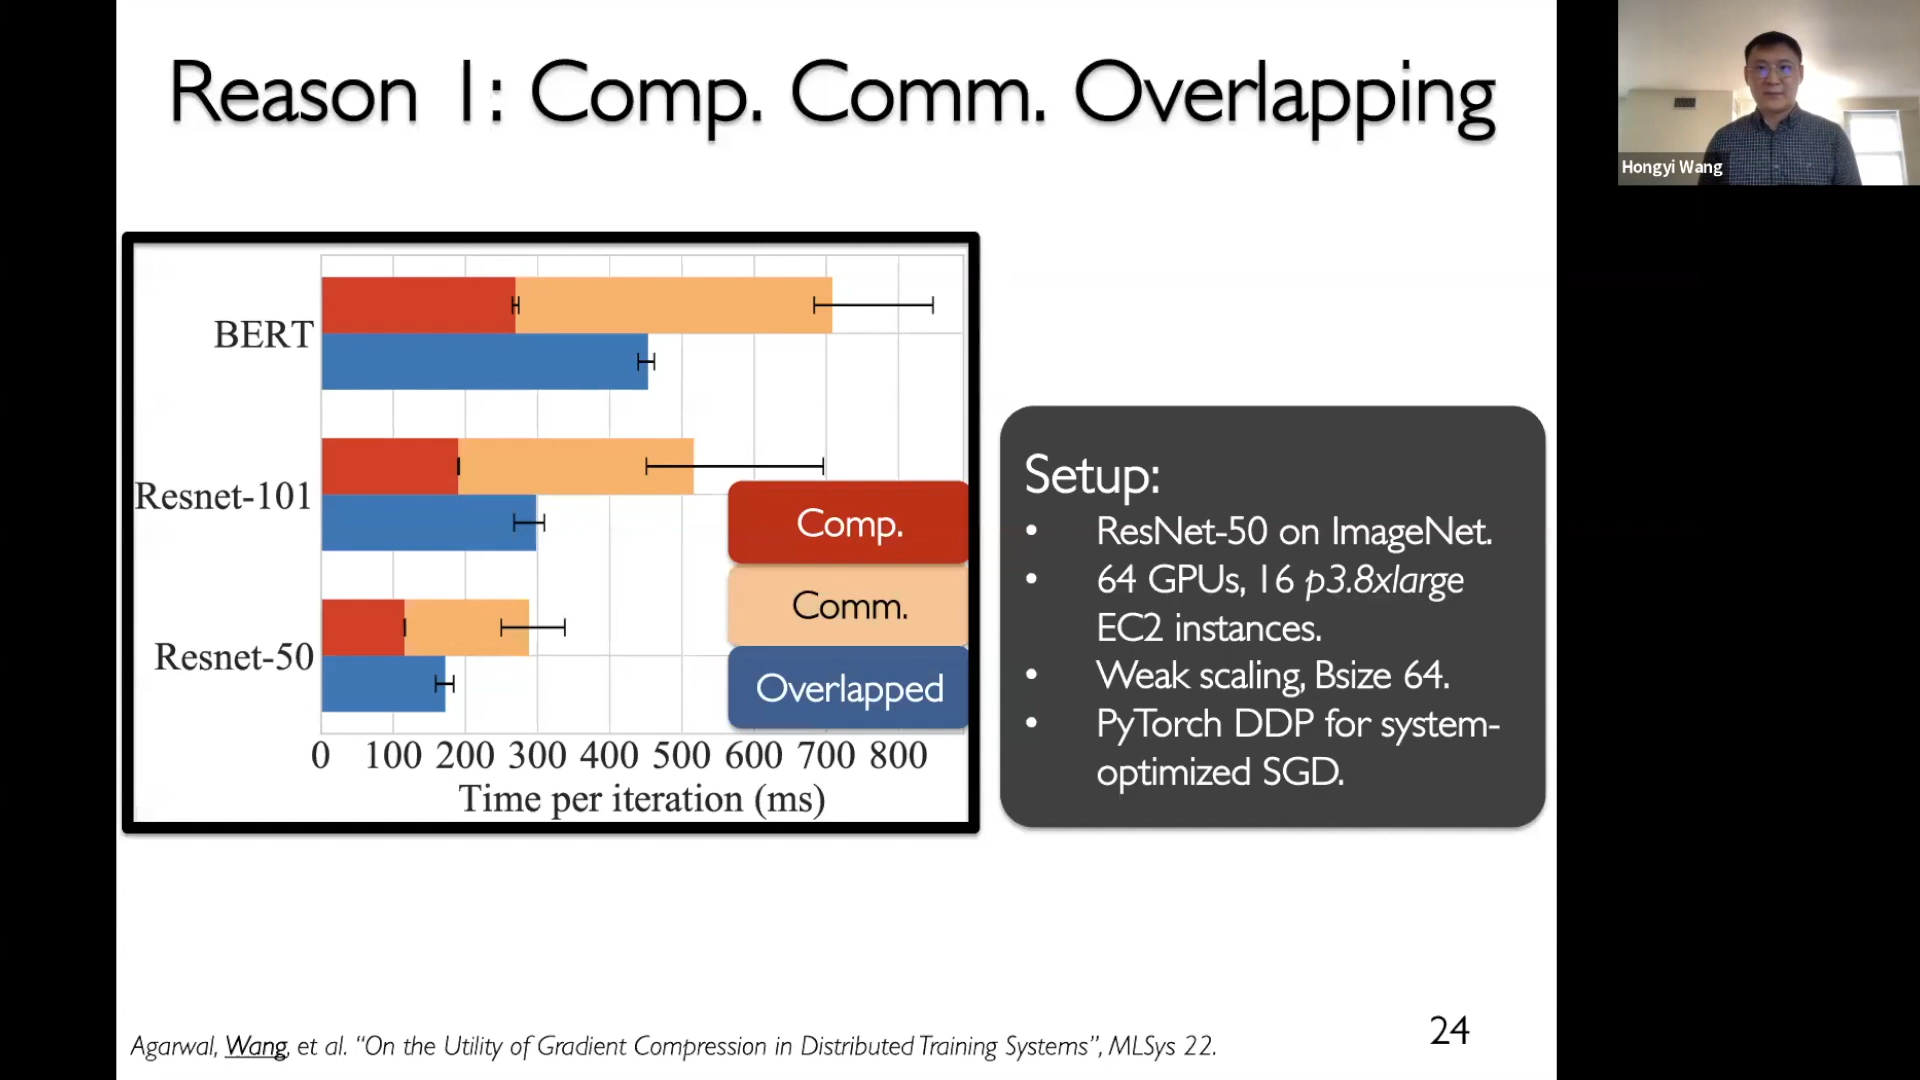 Reason 1: Comp. Comm. Overlapping
Hongyi Wang
BERT
Resnet-101
Resnet-50
0 100 200 300 400 500 600 700 800
Time per iteration (ms)
Comp.
Comm.
Overlapped
Setup:
• ResNet-50 on ImageNet.
• 64 GPUs, 16 p3.8xlarge
EC2 instances.
• Weak scaling, Bsize 64.
• PyTorch DDP for system-
optimized SGD.
Agarwal, Wang, et al. “On the Utility of Gradient Compression in Distributed Training Systems”, MLSys 22.
24